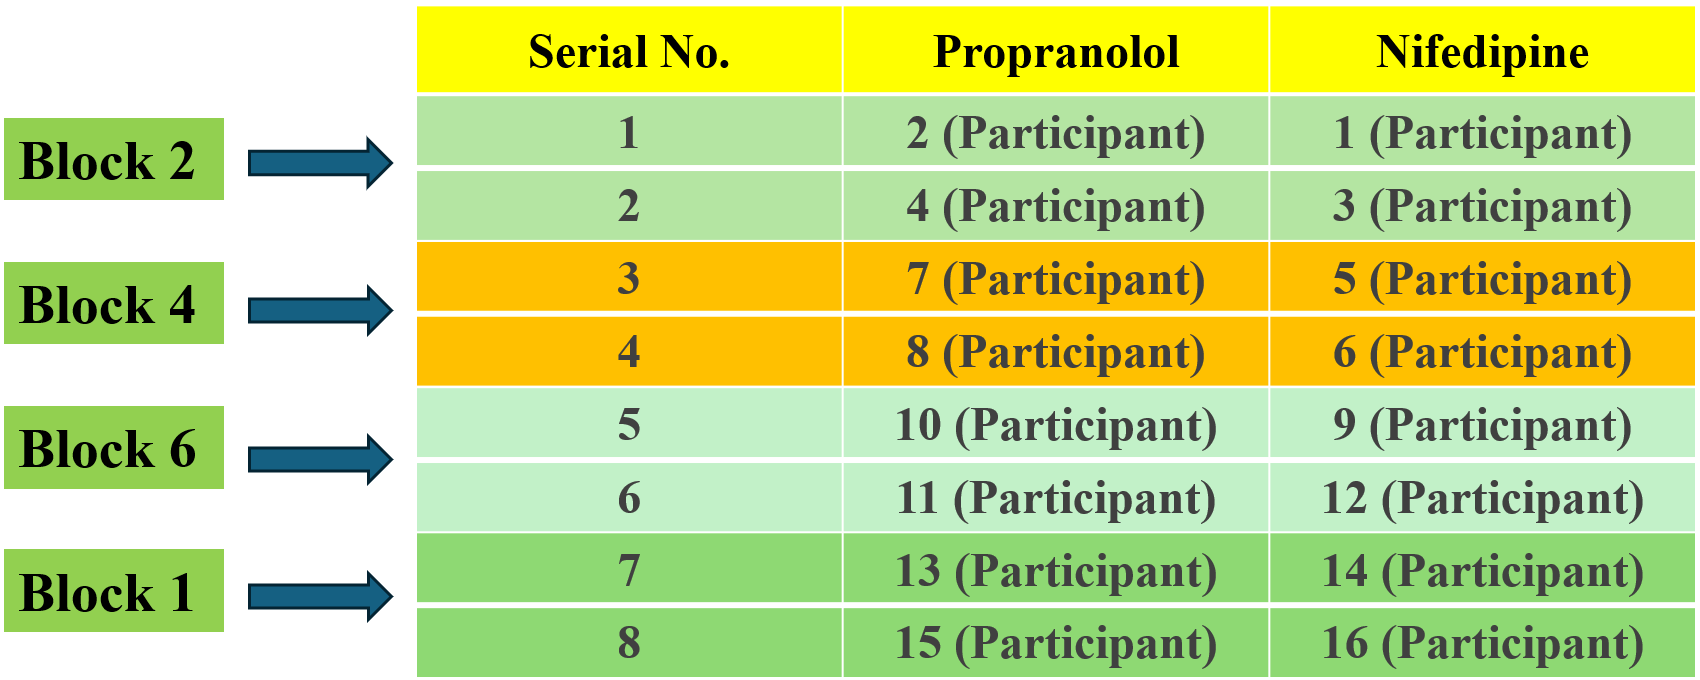 Serial No. Propranolol Nifedipine
Block 2
1 2 (Participant) 1 (Participant)
2 4 (Participant) 3 (Participant)
Block 4
3 7 (Participant) 5 (Participant)
4 8 (Participant) 6 (Participant)
Block 6
5 10 (Participant) 9 (Participant)
6 11 (Participant) 12 (Participant)
Block 1
7 13 (Participant) 14 (Participant)
8 15 (Participant) 16 (Participant)